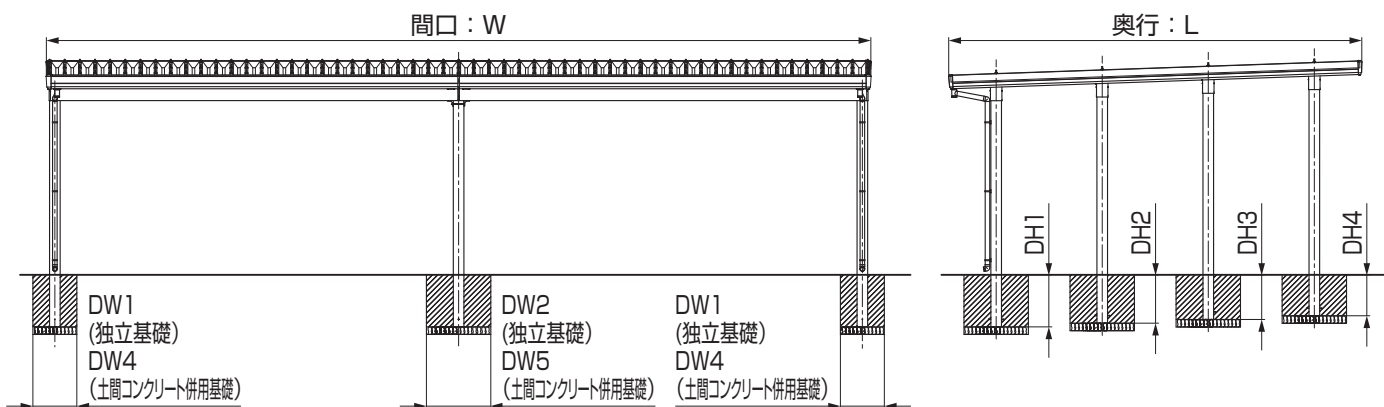 間口：W
奥行：L
DH1
DH2
DH3
DH4
DW1
(独立基礎)
DW4
(土間コンクリート併用基礎)
DW2
(独立基礎)
DW5
(土間コンクリート併用基礎)
DW1
(独立基礎)
DW4
(土間コンクリート併用基礎)